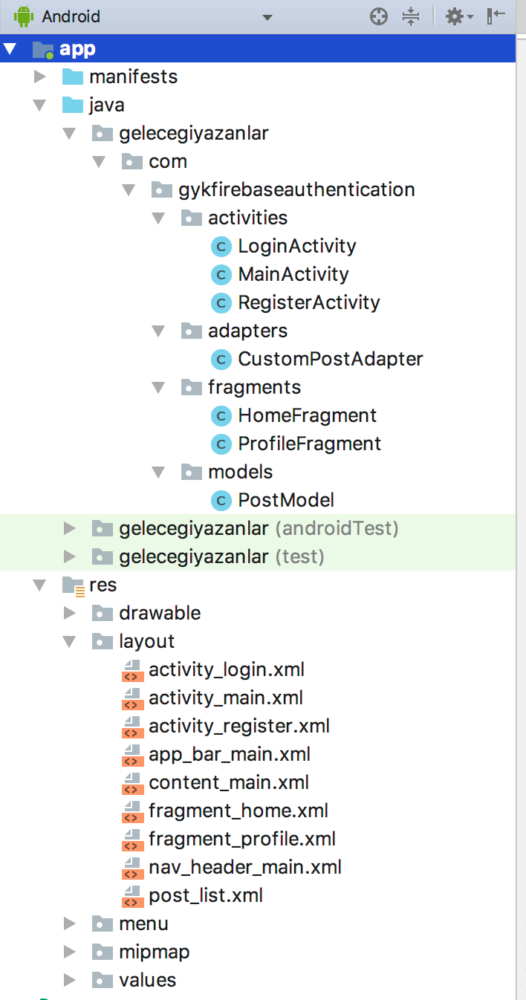 Android
app
manifests
java
gelecegiyazanlar
com
gykfirebaseauthentication
activities
LoginActivity
MainActivity
RegisterActivity
adapters
CustomPostAdapter
fragments
HomeFragment
ProfileFragment
models
PostModel
gelecegiyazanlar (androidTest)
gelecegiyazanlar (test)
res
drawable
layout
activity_login.xml
activity_main.xml
activity_register.xml
app_bar_main.xml
content_main.xml
fragment_home.xml
fragment_profile.xml
nav_header_main.xml
post_list.xml
menu
mipmap
values